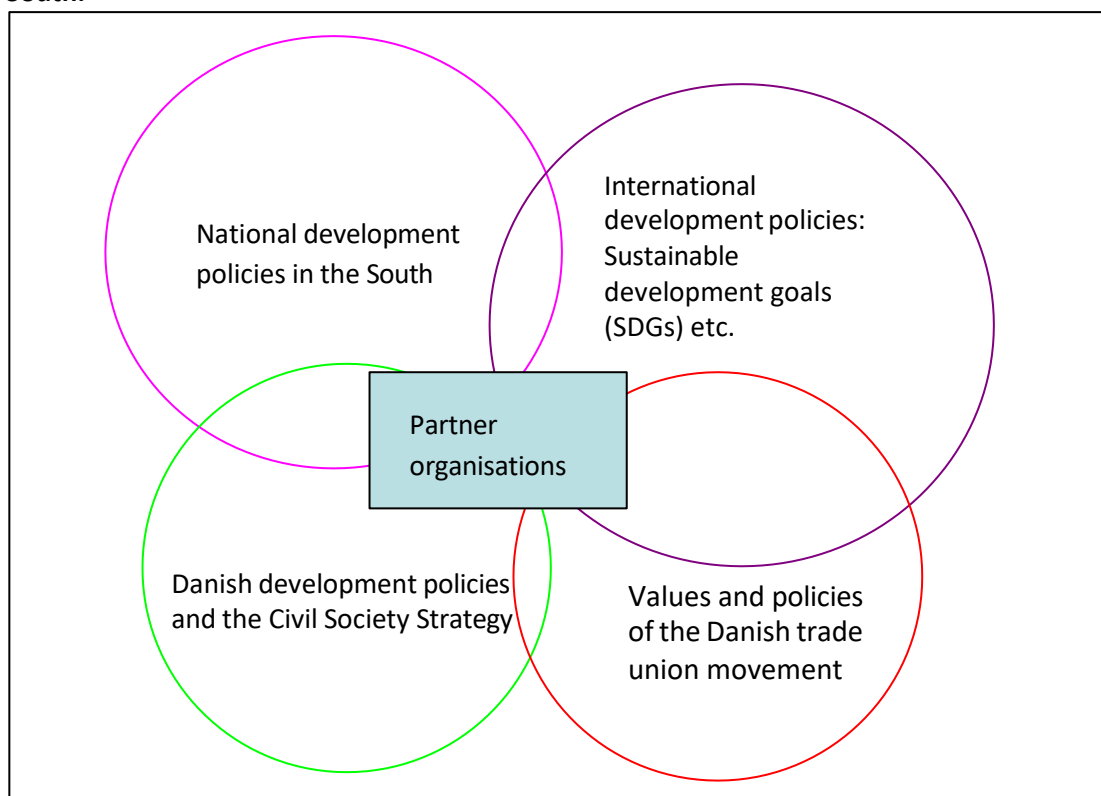 National development
policies in the South
International
development policies:
Sustainable
development goals
(SDGs) etc.
Partner
organisations
Danish development policies
and the Civil Society Strategy
Values and policies
of the Danish trade
union movement